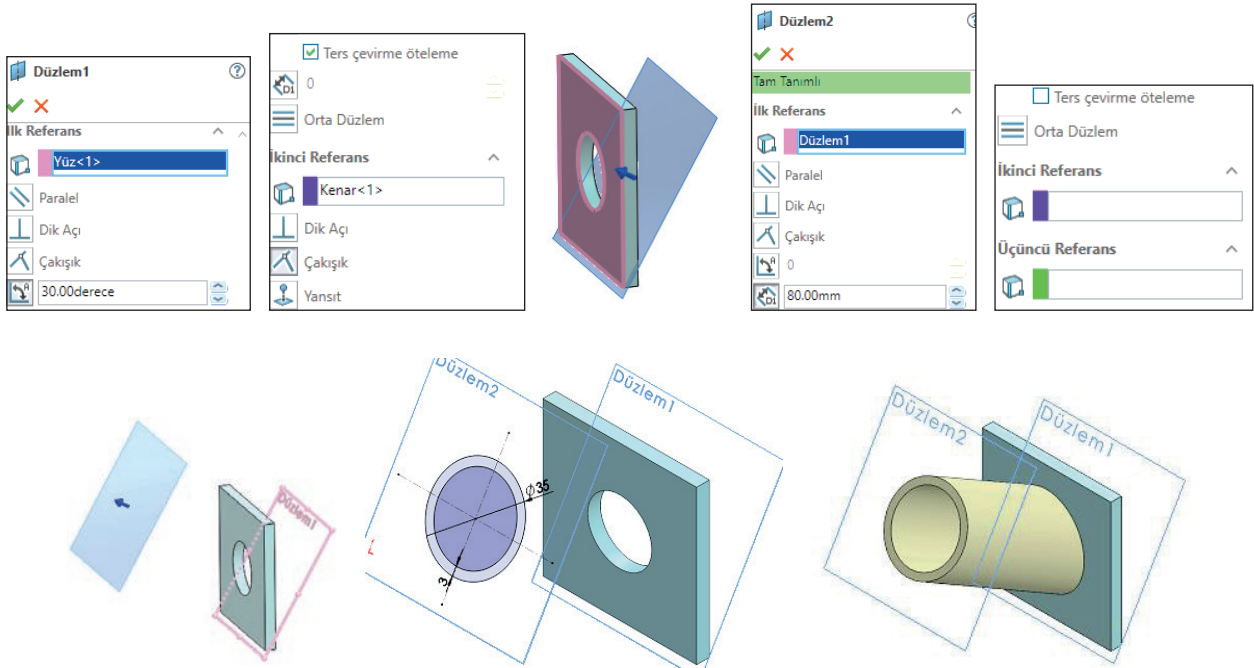 Düzlem1
İlk Referans
Yüz<1>
Paralel
Dik Açı
Çakışık
30.00derece
Ters çevirme öteleme
0
Orta Düzlem
İkinci Referans
Kenar<1>
Dik Açı
Çakışık
Yansıt
Düzlem2
Tam Tanımlı
İlk Referans
Düzlem1
Paralel
Dik Açı
Çakışık
0
80.00mm
Ters çevirme öteleme
Orta Düzlem
İkinci Referans
Üçüncü Referans
Düzlem1
Düzlem2
Düzlem1
Ø35
3
Düzlem2
Düzlem1